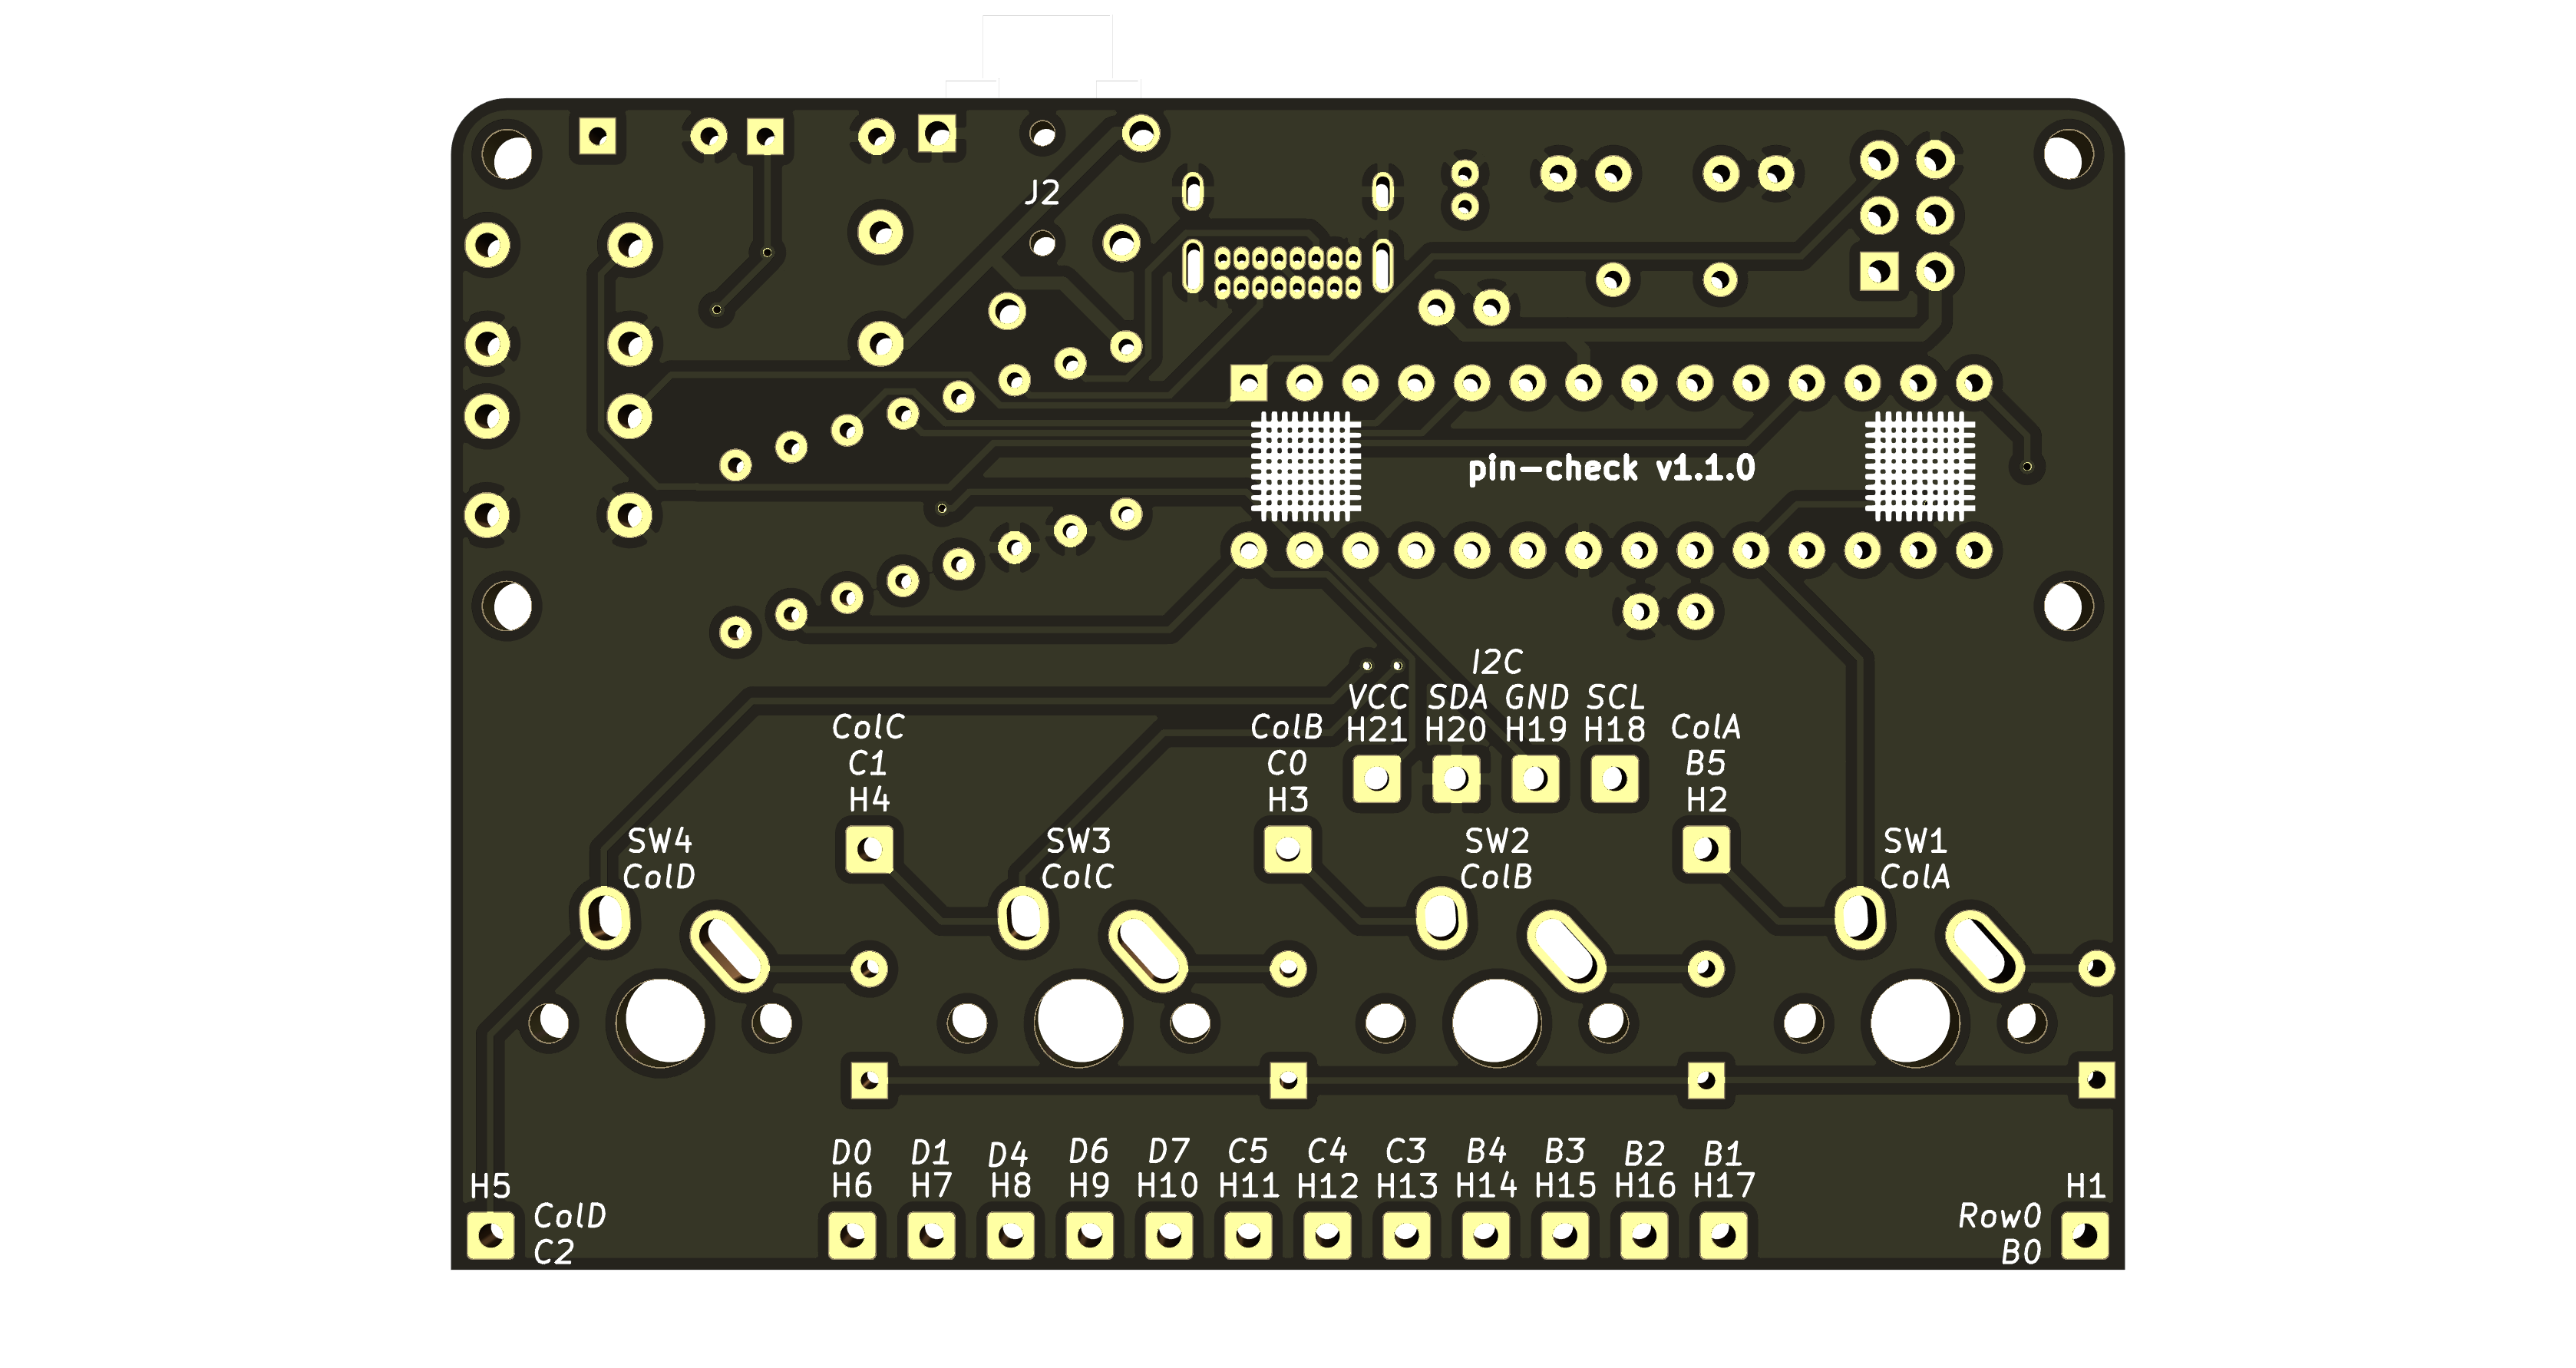 J2
pin-check v1.1.0
I2C
VCC SDA GND SCL
H21 H20 H19 H18
ColC ColB ColA
C1 C0 B5
H4 H3 H2
SW4 SW3 SW2 SW1
ColD ColC ColB ColA
D0 D1 D4 D6 D7 C5 C4 C3 B4 B3 B2 B1
H5 H6 H7 H8 H9 H10 H11 H12 H13 H14 H15 H16 H17 H1
ColD Row0
C2 B0